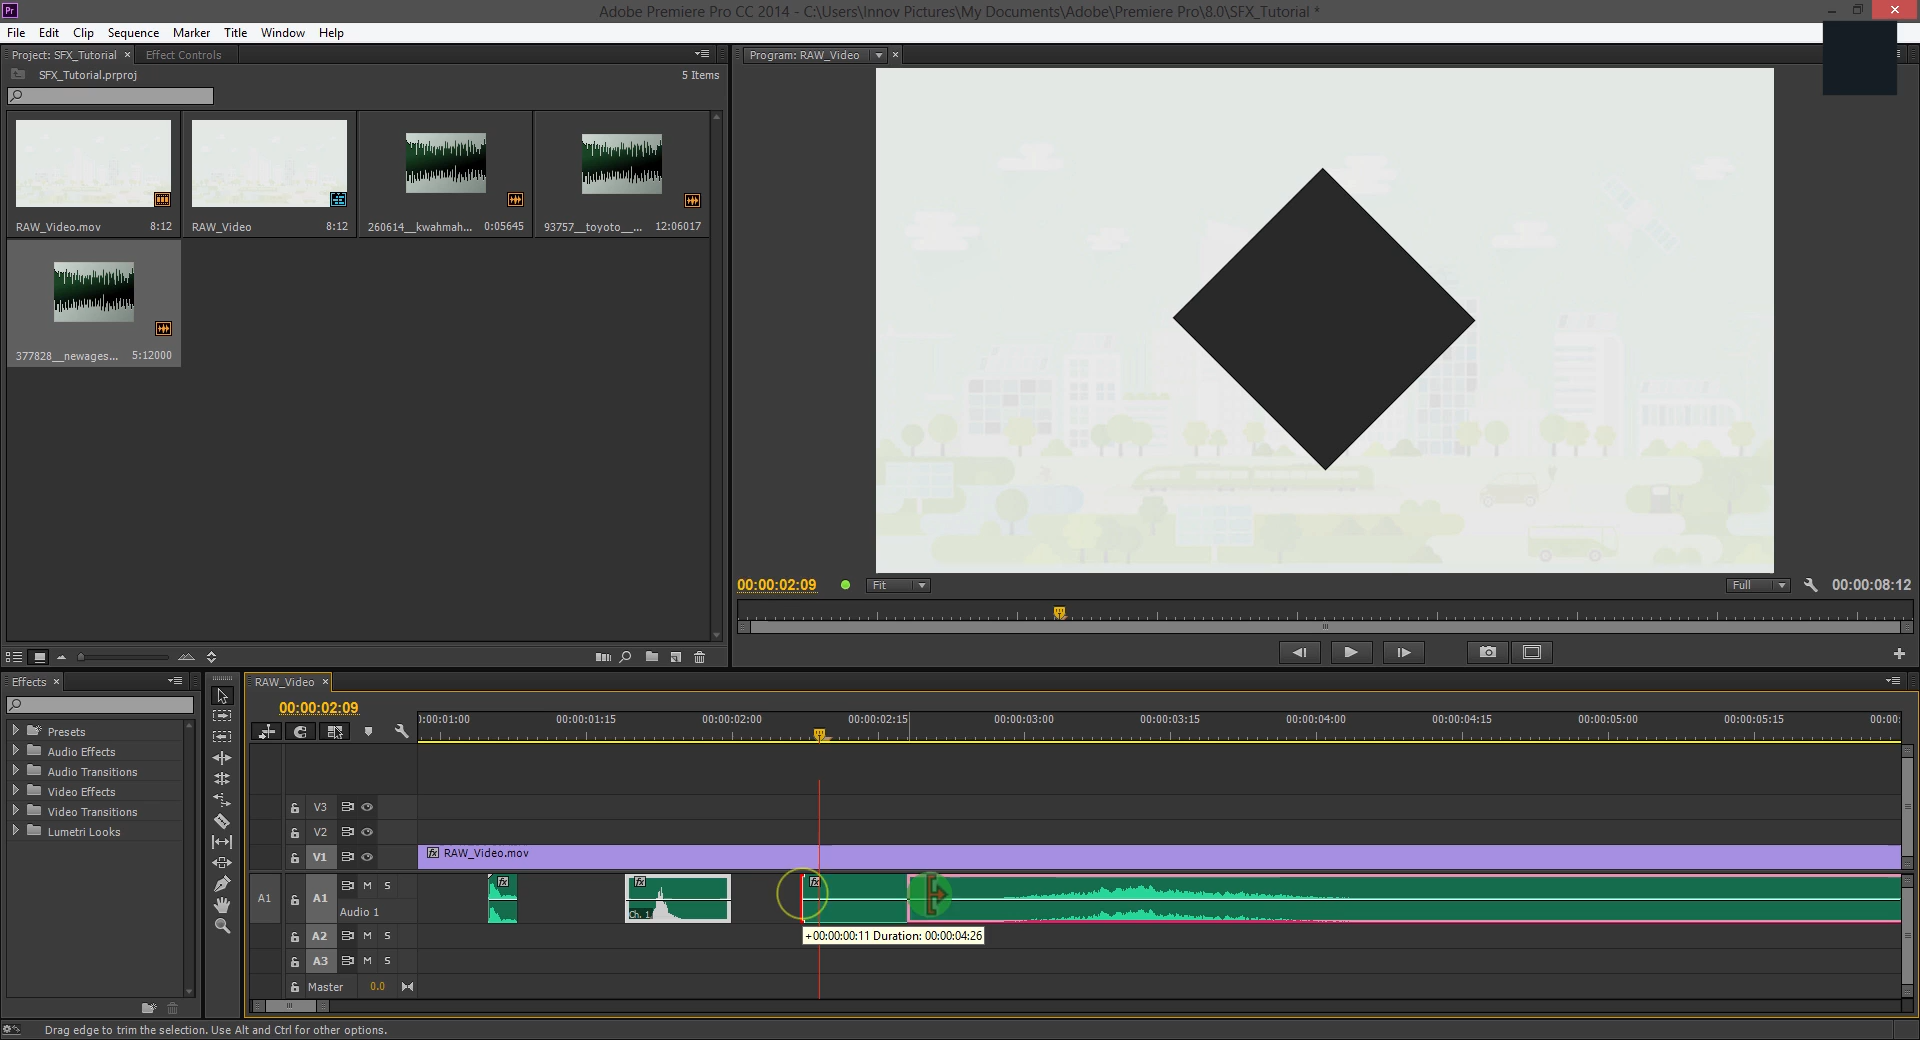 Pr
Adobe Premiere Pro CC 2014 - C:\Users\Innov Pictures\My Documents\Adobe\Premiere Pro\8.0\SFX_Tutorial *
File Edit Clip Sequence Marker Title Window Help
Project: SFX_Tutorial × Effect Controls
SFX_Tutorial.prproj 5 Items
RAW_Video.mov 8:12
RAW_Video 8:12
260614__kwahmah... 0:05645
93757__toyoto__... 12:06017
377828__newages... 5:12000
Program: RAW_Video ×
00:00:02:09 Fit Full 00:00:08:12
Effects ×
Presets
Audio Effects
Audio Transitions
Video Effects
Video Transitions
Lumetri Looks
RAW_Video ×
00:00:02:09
):00:01:00 00:00:01:15 00:00:02:00 00:00:02:15 00:00:03:00 00:00:03:15 00:00:04:00 00:00:04:15 00:00:05:00 00:00:05:15 00:00:
V3
V2
V1 fx RAW_Video.mov
A1 A1 M S fx fx fx
Audio 1 Ch. 1
A2 M S +00:00:00:11 Duration: 00:00:04:26
A3 M S
Master 0.0
Drag edge to trim the selection. Use Alt and Ctrl for other options.